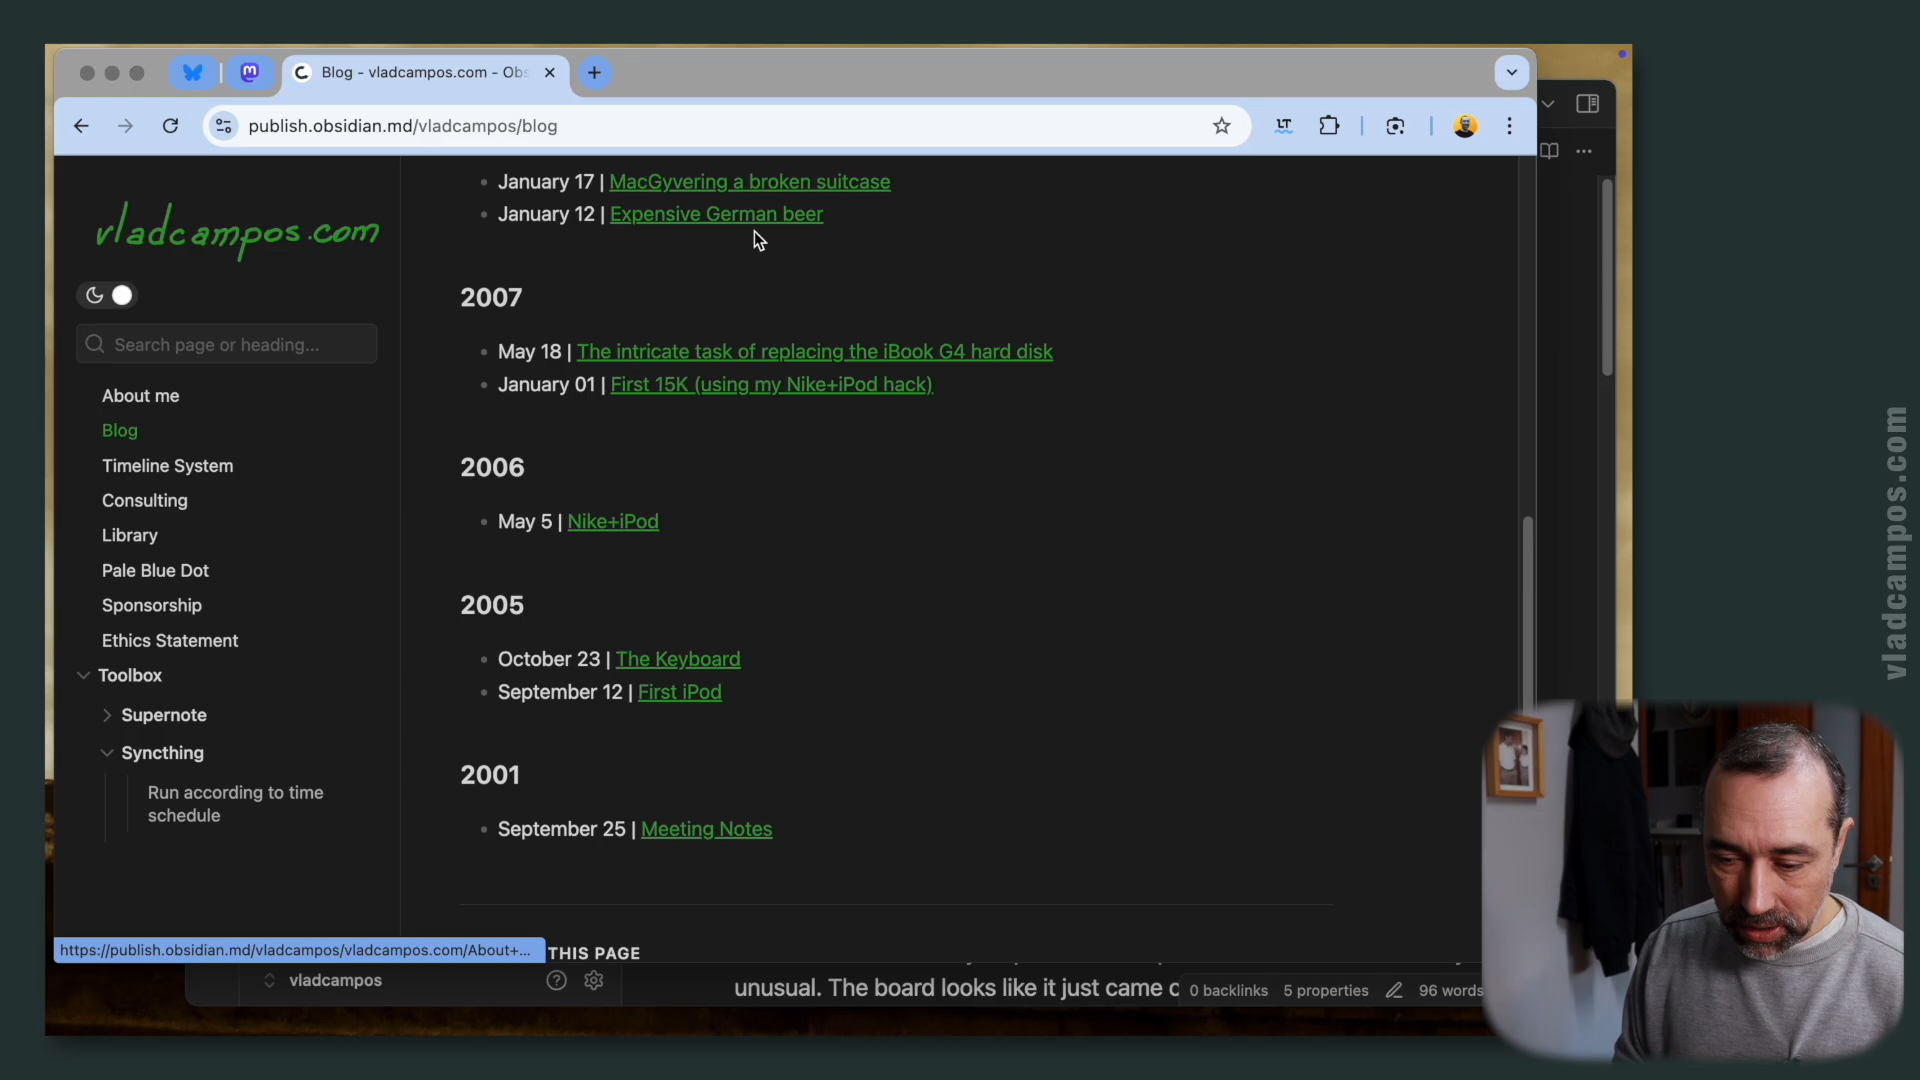 Blog - vladcampos.com - Obs
publish.obsidian.md/vladcampos/blog
LT
vladcampos.com
Search page or heading...
About me
Blog
Timeline System
Consulting
Library
Pale Blue Dot
Sponsorship
Ethics Statement
Toolbox
Supernote
Syncthing
Run according to time
schedule
January 17 | MacGyvering a broken suitcase
January 12 | Expensive German beer
2007
May 18 | The intricate task of replacing the iBook G4 hard disk
January 01 | First 15K (using my Nike+iPod hack)
2006
May 5 | Nike+iPod
2005
October 23 | The Keyboard
September 12 | First iPod
2001
September 25 | Meeting Notes
https://publish.obsidian.md/vladcampos/vladcampos.com/About+...
THIS PAGE
vladcampos
unusual. The board looks like it just came
0 backlinks 5 properties 96 words
vladcampos.com